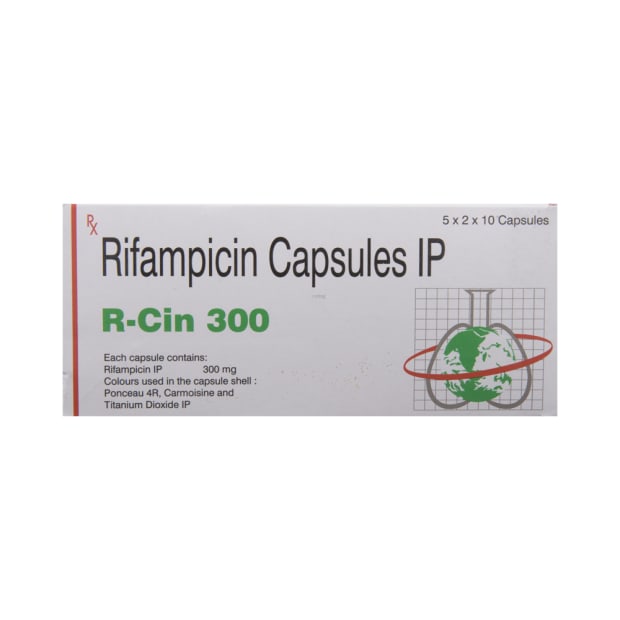 Rx
5 x 2 x 10 Capsules
Rifampicin Capsules IP
R-Cin 300
Each capsule contains:
Rifampicin IP 300 mg
Colours used in the capsule shell :
Ponceau 4R, Carmoisine and
Titanium Dioxide IP